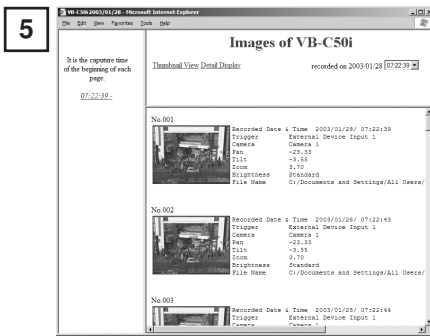 5
VB-C50i:2003/01/28 - Microsoft Internet Explorer
File Edit View Favorites Tools Help
It is the caputure time
of the beginning of each
page.
07:22:39 -
Images of VB-C50i
Thumbnail View Detail Display
recorded on 2003/01/28 07:22:39
No.001
Recorded Date & Time 2003/01/28/ 07:22:39
Trigger External Device Input 1
Camera Camera 1
Pan -23.33
Tilt -3.55
Zoom 3.70
Brightness Standard
File Name C:/Documents and Settings/All Users/
No.002
Recorded Date & Time 2003/01/28/ 07:22:43
Trigger External Device Input 1
Camera Camera 1
Pan -23.33
Tilt -3.55
Zoom 3.70
Brightness Standard
File Name C:/Documents and Settings/All Users/
No.003
Recorded Date & Time 2003/01/28/ 07:22:44
Trigger External Device Input 1
Camera Camera 1